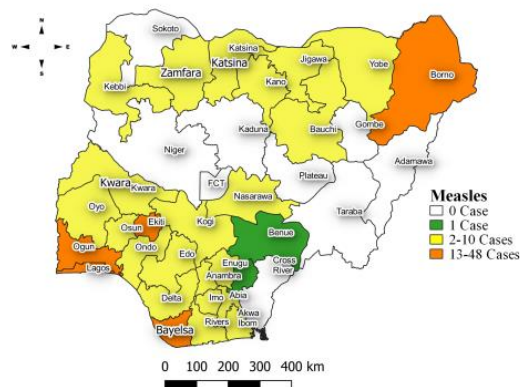 N
W E
S
Sokoto
Katsina
Katsina
Zamfara
Jigawa
Yobe
Borno
Kebbi
Kano
Kaduna
Bauchi
Gombe
Niger
Adamawa
FCT
Plateau
Kwara
Kwara
Nasarawa
Taraba
Oyo
Ekiti
Kogi
Osun
Benue
Ogun
Ondo
Edo
Enugu
Cross
River
Lagos
Anambra
Delta
Imo
Abia
Bayelsa
Rivers
Akwa
Ibom
Measles
0 Case
1 Case
2-10 Cases
13-48 Cases
0 100 200 300 400 km